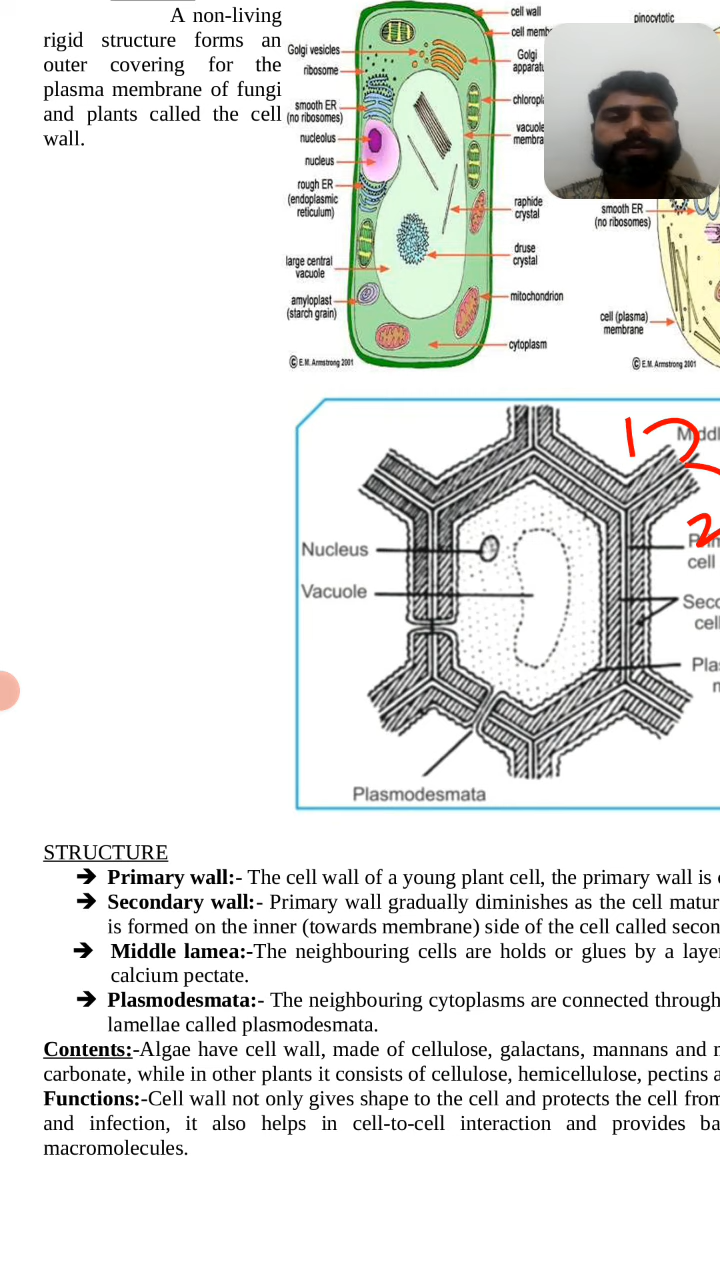 A non-living
rigid structure forms an
outer covering for the
plasma membrane of fungi
and plants called the cell
wall.
cell wall
Golgi vesicles
Golgi
ribosome
smooth ER
(no ribosomes)
vacuole
nucleolus
nucleus
rough ER
(endoplasmic
reticulum)
raphide
crystal
druse
crystal
large central
vacuole
amyloplast
(starch grain)
mitochondrion
cytoplasm
© E.M. Armstrong 2001
pinocytotic
smooth ER
(no ribosomes)
cell (plasma)
membrane
© E.M. Armstrong 2001
12
2
Nucleus
Vacuole
cell
Plasmodesmata
STRUCTURE
➔ Primary wall:- The cell wall of a young plant cell, the primary wall is
➔ Secondary wall:- Primary wall gradually diminishes as the cell matur
is formed on the inner (towards membrane) side of the cell called secon
➔ Middle lamea:-The neighbouring cells are holds or glues by a laye
calcium pectate.
➔ Plasmodesmata:- The neighbouring cytoplasms are connected through
lamellae called plasmodesmata.
Contents:-Algae have cell wall, made of cellulose, galactans, mannans and
carbonate, while in other plants it consists of cellulose, hemicellulose, pectins a
Functions:-Cell wall not only gives shape to the cell and protects the cell from
and infection, it also helps in cell-to-cell interaction and provides ba
macromolecules.